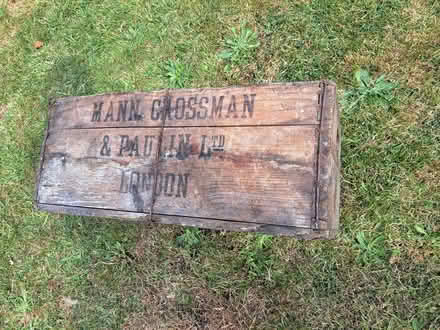 MANN, CROSSMAN
& PAULIN LTD
LONDON